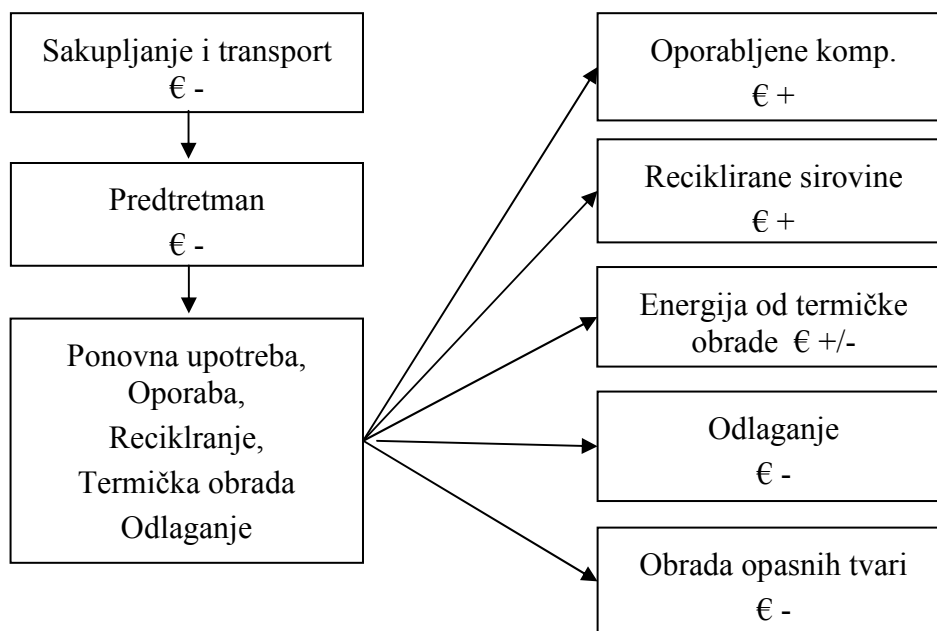 Sakupljanje i transport
€ -
Predtretman
€ -
Ponovna upotreba,
Oporaba,
Reciklranje,
Termička obrada
Odlaganje
Oporabljene komp.
€ +
Reciklirane sirovine
€ +
Energija od termičke
obrade € +/-
Odlaganje
€ -
Obrada opasnih tvari
€ -